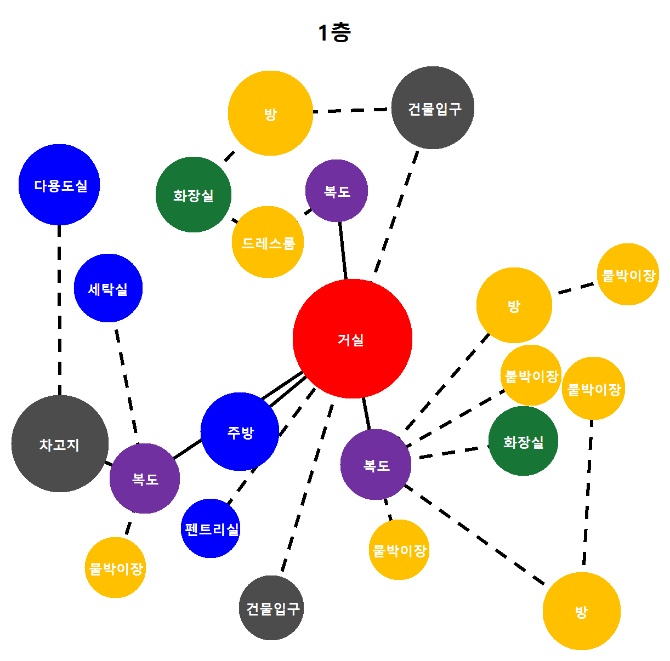 1층
방
건물입구
다용도실
화장실
복도
드레스룸
세탁실
방
붙박이장
거실
붙박이장
붙박이장
주방
차고지
복도
복도
화장실
펜트리실
붙박이장
붙박이장
건물입구
방